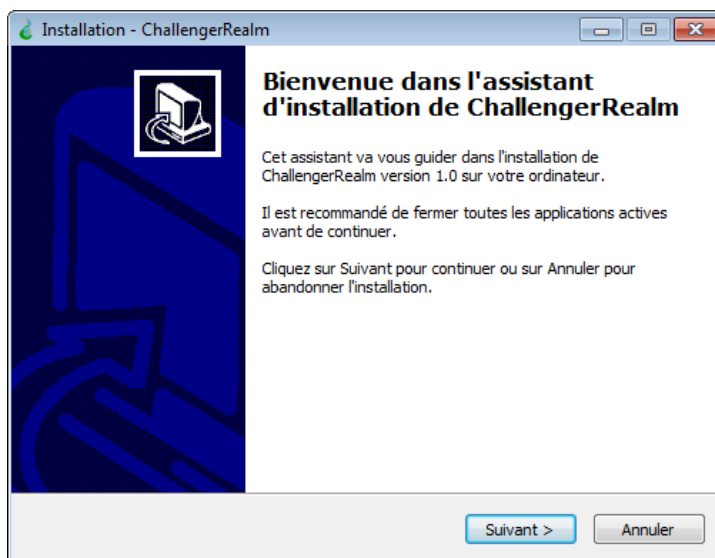 Installation - ChallengerRealm
Bienvenue dans l'assistant
d'installation de ChallengerRealm
Cet assistant va vous guider dans l'installation de
ChallengerRealm version 1.0 sur votre ordinateur.
Il est recommandé de fermer toutes les applications actives
avant de continuer.
Cliquez sur Suivant pour continuer ou sur Annuler pour
abandonner l'installation.
Suivant >
Annuler